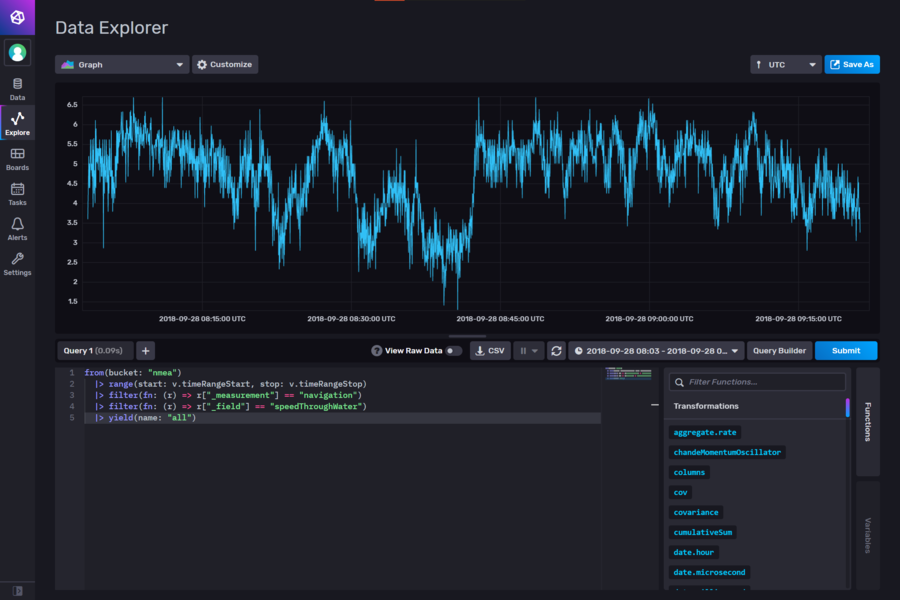 Data Explorer
Graph
Customize
UTC
Save As
Data
Explore
Boards
Tasks
Alerts
Settings
6.5
6
5.5
5
4.5
4
3.5
3
2.5
2
1.5
2018-09-28 08:15:00 UTC
2018-09-28 08:30:00 UTC
2018-09-28 08:45:00 UTC
2018-09-28 09:00:00 UTC
2018-09-28 09:15:00 UTC
Query 1 (0.09s)
View Raw Data
CSV
2018-09-28 08:03 - 2018-09-28 0...
Query Builder
Submit
1 from(bucket: "nmea")
2 |> range(start: v.timeRangeStart, stop: v.timeRangeStop)
3 |> filter(fn: (r) => r["_measurement"] == "navigation")
4 |> filter(fn: (r) => r["_field"] == "speedThroughWater")
5 |> yield(name: "all")
Filter Functions...
Transformations
aggregate.rate
chandeMomentumOscillator
columns
cov
covariance
cumulativeSum
date.hour
date.microsecond
Functions
Variables